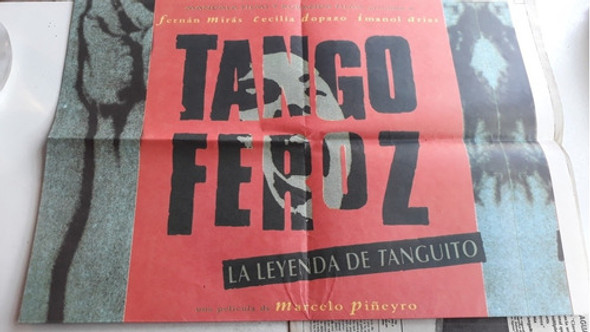 fernán mirás cecilia dopazo imanol arias
TANGO
FEROZ
LA LEYENDA DE TANGUITO
una película de marcelo piñeyro